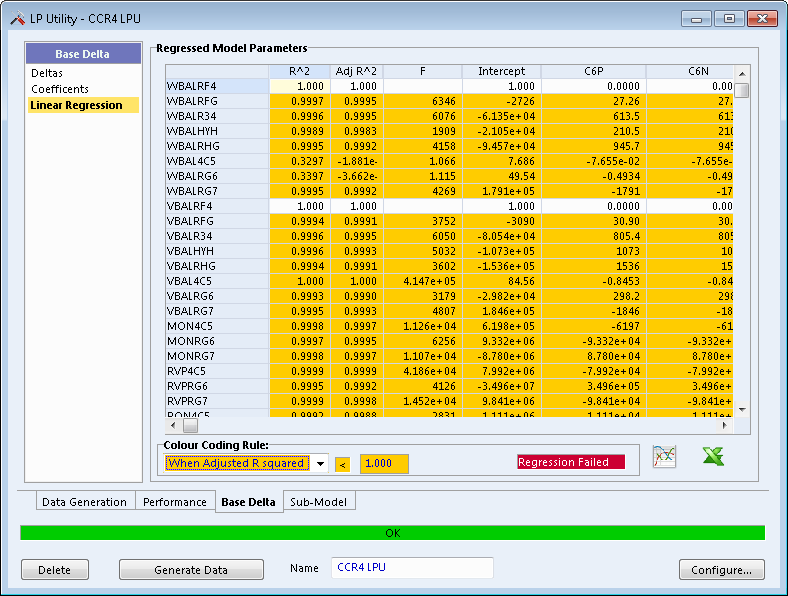 LP Utility - CCR4 LPU
Base Delta
Deltas
Coefficents
Linear Regression
Regressed Model Parameters
R^2 Adj R^2 F Intercept C6P C6N
WBALRF4 1.000 1.000 1.000 0.0000 0.00
WBALRFG 0.9997 0.9995 6346 -2726 27.26 27.
WBALR34 0.9996 0.9995 6076 -6.135e+04 613.5 613
WBALHYH 0.9989 0.9983 1909 -2.105e+04 210.5 210
WBALRHG 0.9995 0.9992 4158 -9.457e+04 945.7 945
WBAL4C5 0.3297 -1.881e- 1.066 7.686 -7.655e-02 -7.655e-
WBALRG6 0.3397 -3.662e- 1.115 49.54 -0.4934 -0.49
WBALRG7 0.9995 0.9992 4269 1.791e+05 -1791 -17
VBALRF4 1.000 1.000 1.000 0.0000 0.00
VBALRFG 0.9994 0.9991 3752 -3090 30.90 30.
VBALR34 0.9996 0.9995 6050 -8.054e+04 805.4 805
VBALHYH 0.9996 0.9993 5032 -1.073e+05 1073 10
VBALRHG 0.9994 0.9991 3602 -1.536e+05 1536 15
VBAL4C5 1.000 1.000 4.147e+05 84.56 -0.8453 -0.84
VBALRG6 0.9993 0.9990 3179 -2.982e+04 298.2 298
VBALRG7 0.9995 0.9993 4807 1.846e+05 -1846 -18
MON4C5 0.9998 0.9997 1.126e+04 6.198e+05 -6197 -61
MONRG6 0.9997 0.9995 6256 9.332e+06 -9.332e+04 -9.332e+
MONRG7 0.9998 0.9997 1.107e+04 -8.780e+06 8.780e+04 8.780e+
RVP4C5 0.9999 0.9999 4.186e+04 7.992e+06 -7.992e+04 -7.992e+
RVPRG6 0.9995 0.9992 4126 -3.496e+07 3.496e+05 3.496e+
RVPRG7 0.9999 0.9998 1.452e+04 9.841e+06 -9.841e+04 -9.841e+
RON4C5 0.9992 0.9988 2831 1.111e+06 -1.111e+04 -1.111e+
Colour Coding Rule:
When Adjusted R squared < 1.000 Regression Failed
Data Generation Performance Base Delta Sub-Model
OK
Delete Generate Data Name CCR4 LPU Configure...